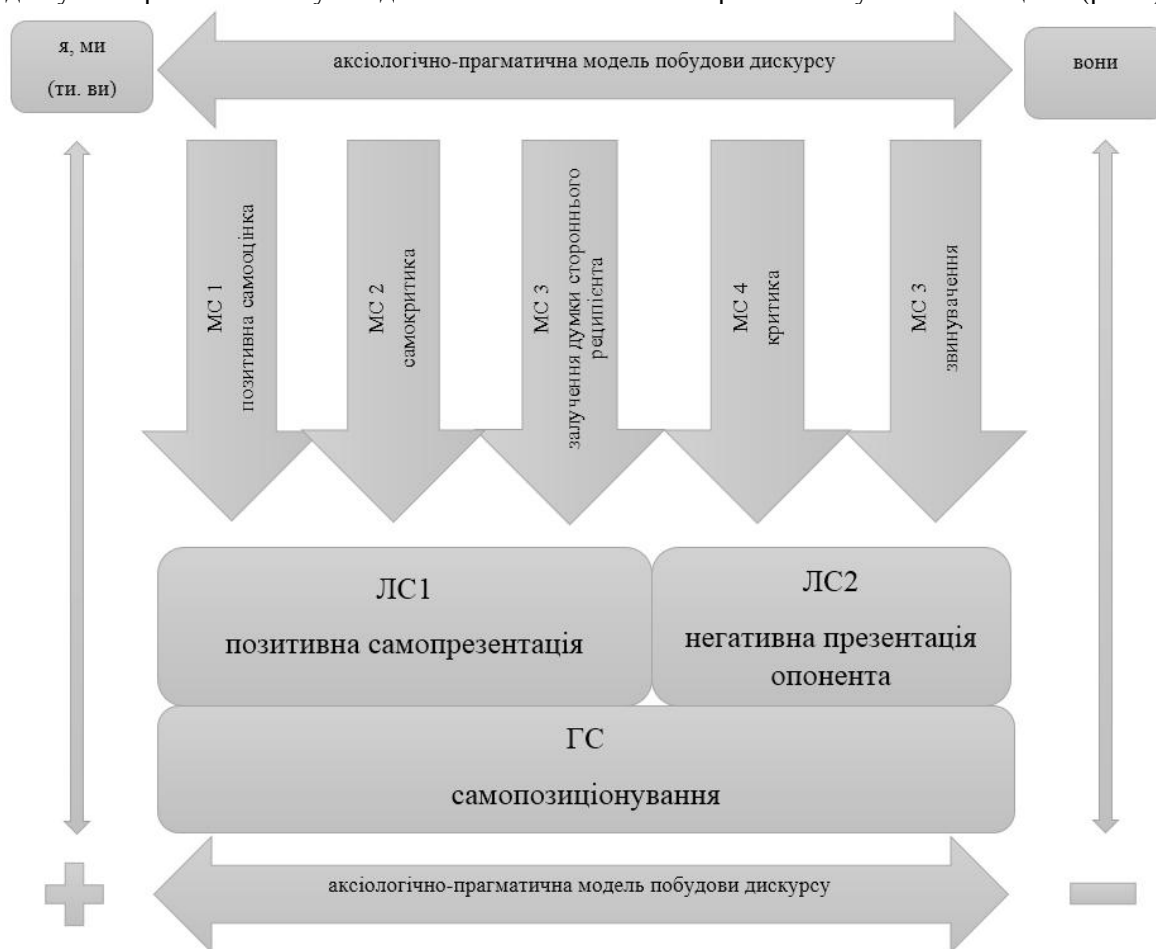 я, ми
(ти. ви)
аксіологічно-прагматична модель побудови дискурсу
вони
МС 1
позитивна самооцінка
МС 2
самокритика
МС 3
залучення думки стороннього
реципієнта
МС 4
критика
МС 3
звинувачення
ЛС1
позитивна самопрезентація
ЛС2
негативна презентація
опонента
ГС
самопозиціонування
аксіологічно-прагматична модель побудови дискурсу